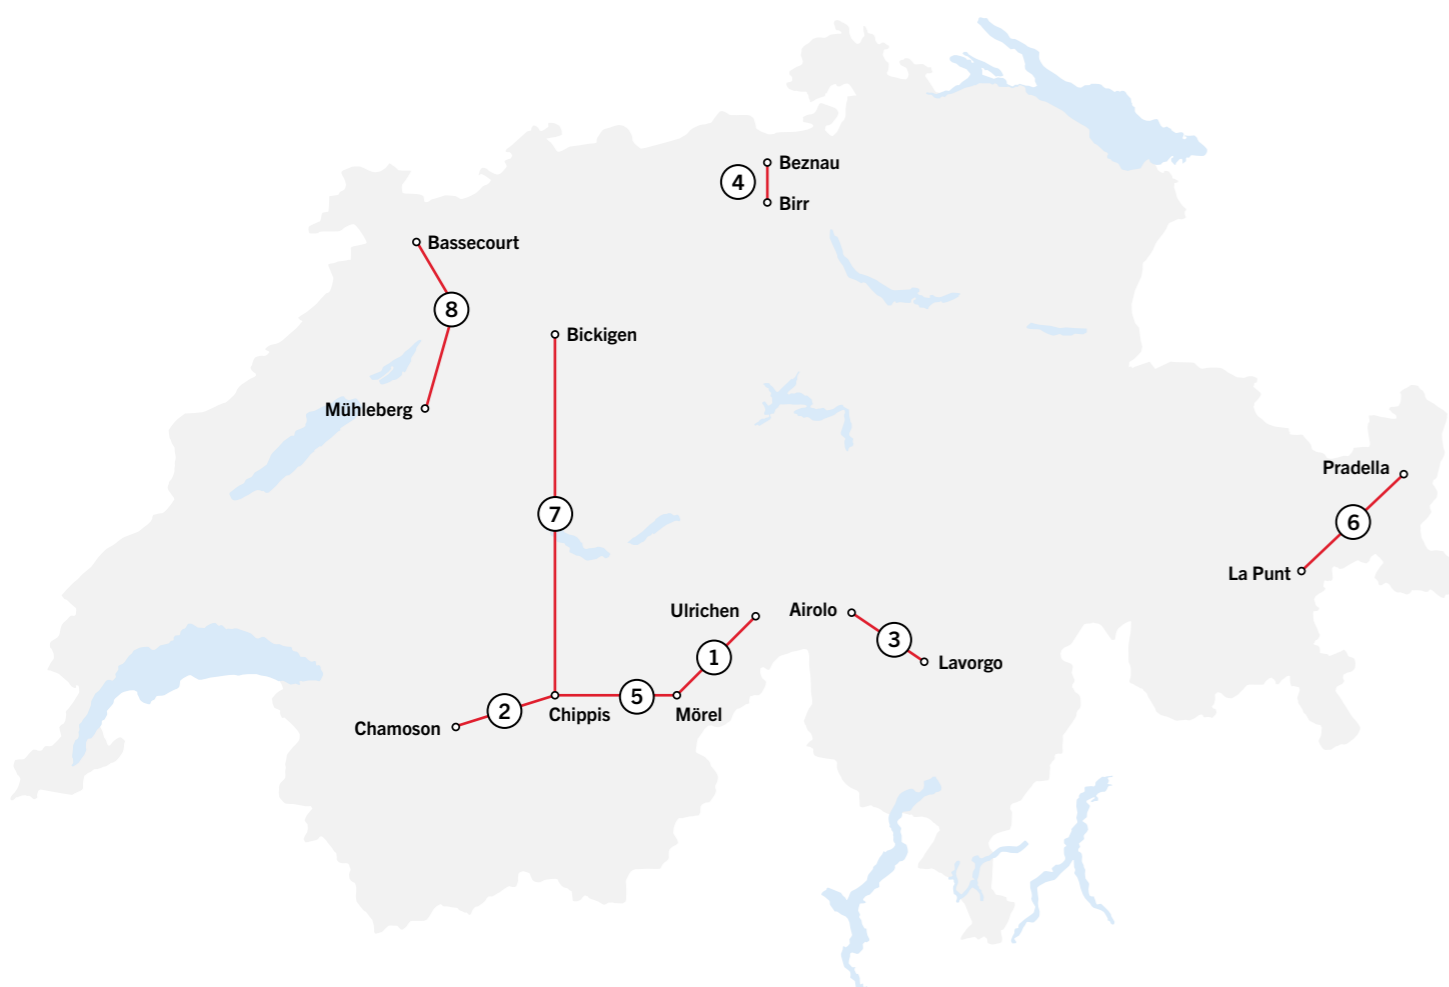 Beznau
4
Birr
Bassecourt
8
Bickigen
Mühleberg
Pradella
7
6
La Punt
Ulrichen
Airolo
3
1
Lavorgo
5
2
Chippis
Mörel
Chamoson